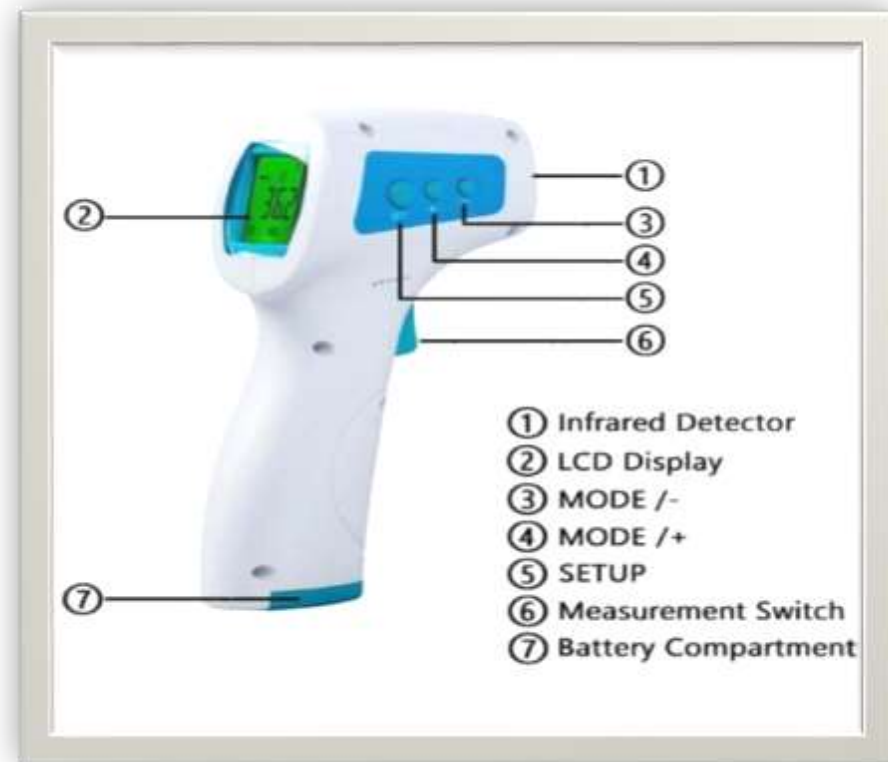 ①
②
③
④
⑤
⑥
⑦
① Infrared Detector
② LCD Display
③ MODE /-
④ MODE /+
⑤ SETUP
⑥ Measurement Switch
⑦ Battery Compartment